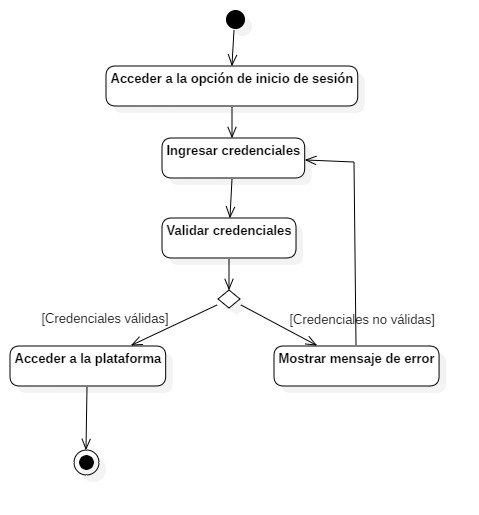 Acceder a la opción de inicio de sesión
Ingresar credenciales
Validar credenciales
[Credenciales válidas]
[Credenciales no válidas]
Acceder a la plataforma
Mostrar mensaje de error